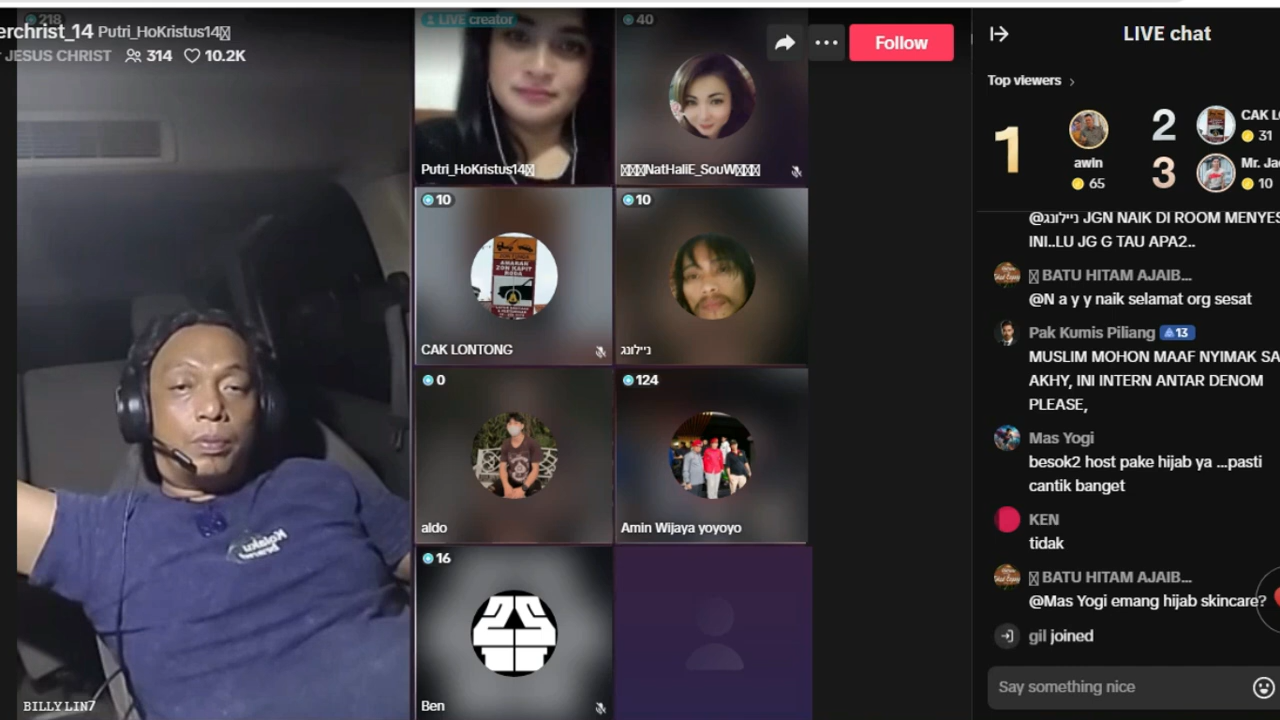 218
erchrist_14 Putri_HoKristus14
JESUS CHRIST 314 10.2K
LIVE creator
40
Follow
LIVE chat
Top viewers
1
awin
65
2
31
3
10
Putri_HoKristus14
NatHaliE_SouW
10
10
CAK LONTONG
ניילונג
0
124
aldo
Amin Wijaya yoyoyo
16
Ben
BILLY LIN7
@ניילונג JGN NAIK DI ROOM
INI..LU JG G TAU APA2..
BATU HITAM AJAIB...
@N a y y naik selamat org sesat
Pak Kumis Piliang 13
MUSLIM MOHON MAAF NYIMAK
AKHY, INI INTERN ANTAR DENOM
PLEASE,
Mas Yogi
besok2 host pake hijab ya ...pasti
cantik banget
KEN
tidak
BATU HITAM AJAIB...
@Mas Yogi emang hijab skincare?
gil joined
Say something nice